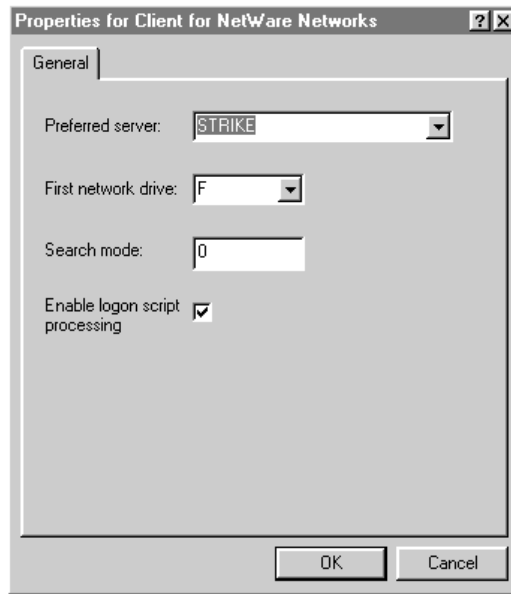 Properties for Client for NetWare Networks
General
Preferred server: STRIKE
First network drive: F
Search mode: 0
Enable logon script
processing
OK Cancel